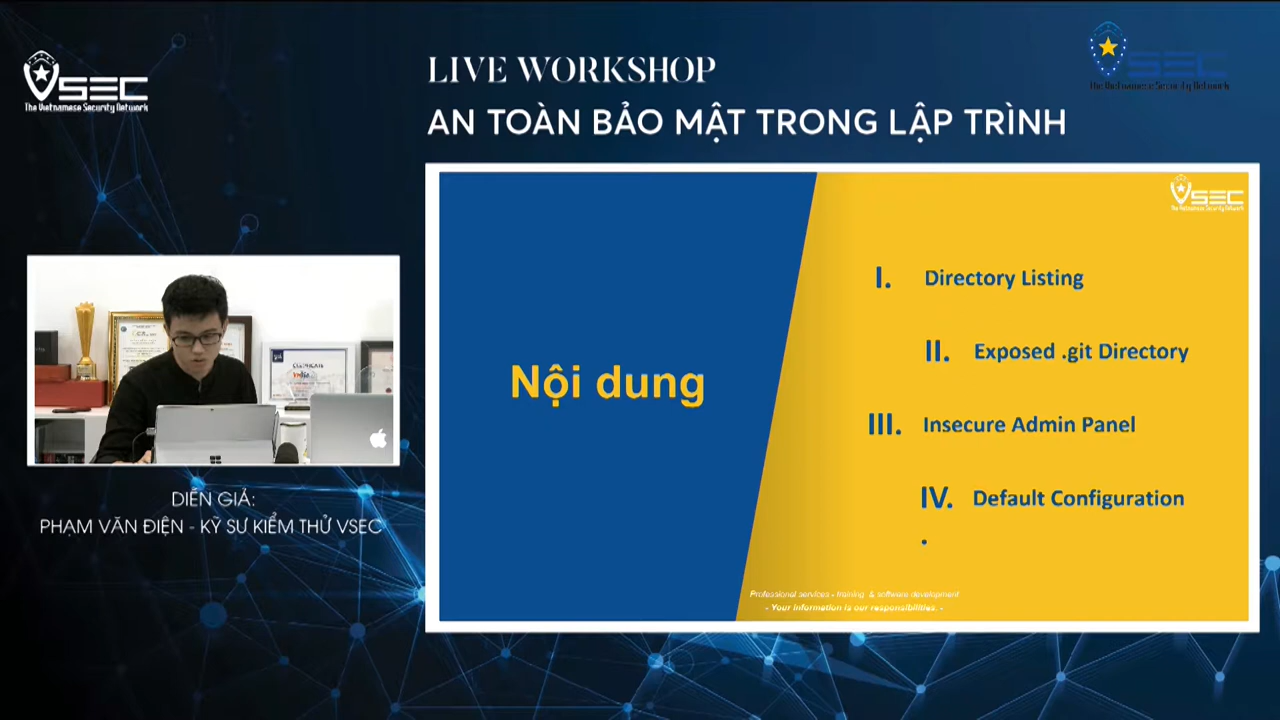 VSEC
The Vietnamese Security Network
LIVE WORKSHOP
AN TOÀN BẢO MẬT TRONG LẬP TRÌNH
VSEC
The Vietnamese Security Network
VSEC
The Vietnamese Security Network
Nội dung
I. Directory Listing
II. Exposed .git Directory
III. Insecure Admin Panel
IV. Default Configuration
.
Professional services - training & software development
- Your information is our responsibilities. -
CERTIFICATE
DIỄN GIẢ:
PHẠM VĂN ĐIỆN - KỸ SƯ KIỂM THỬ VSEC